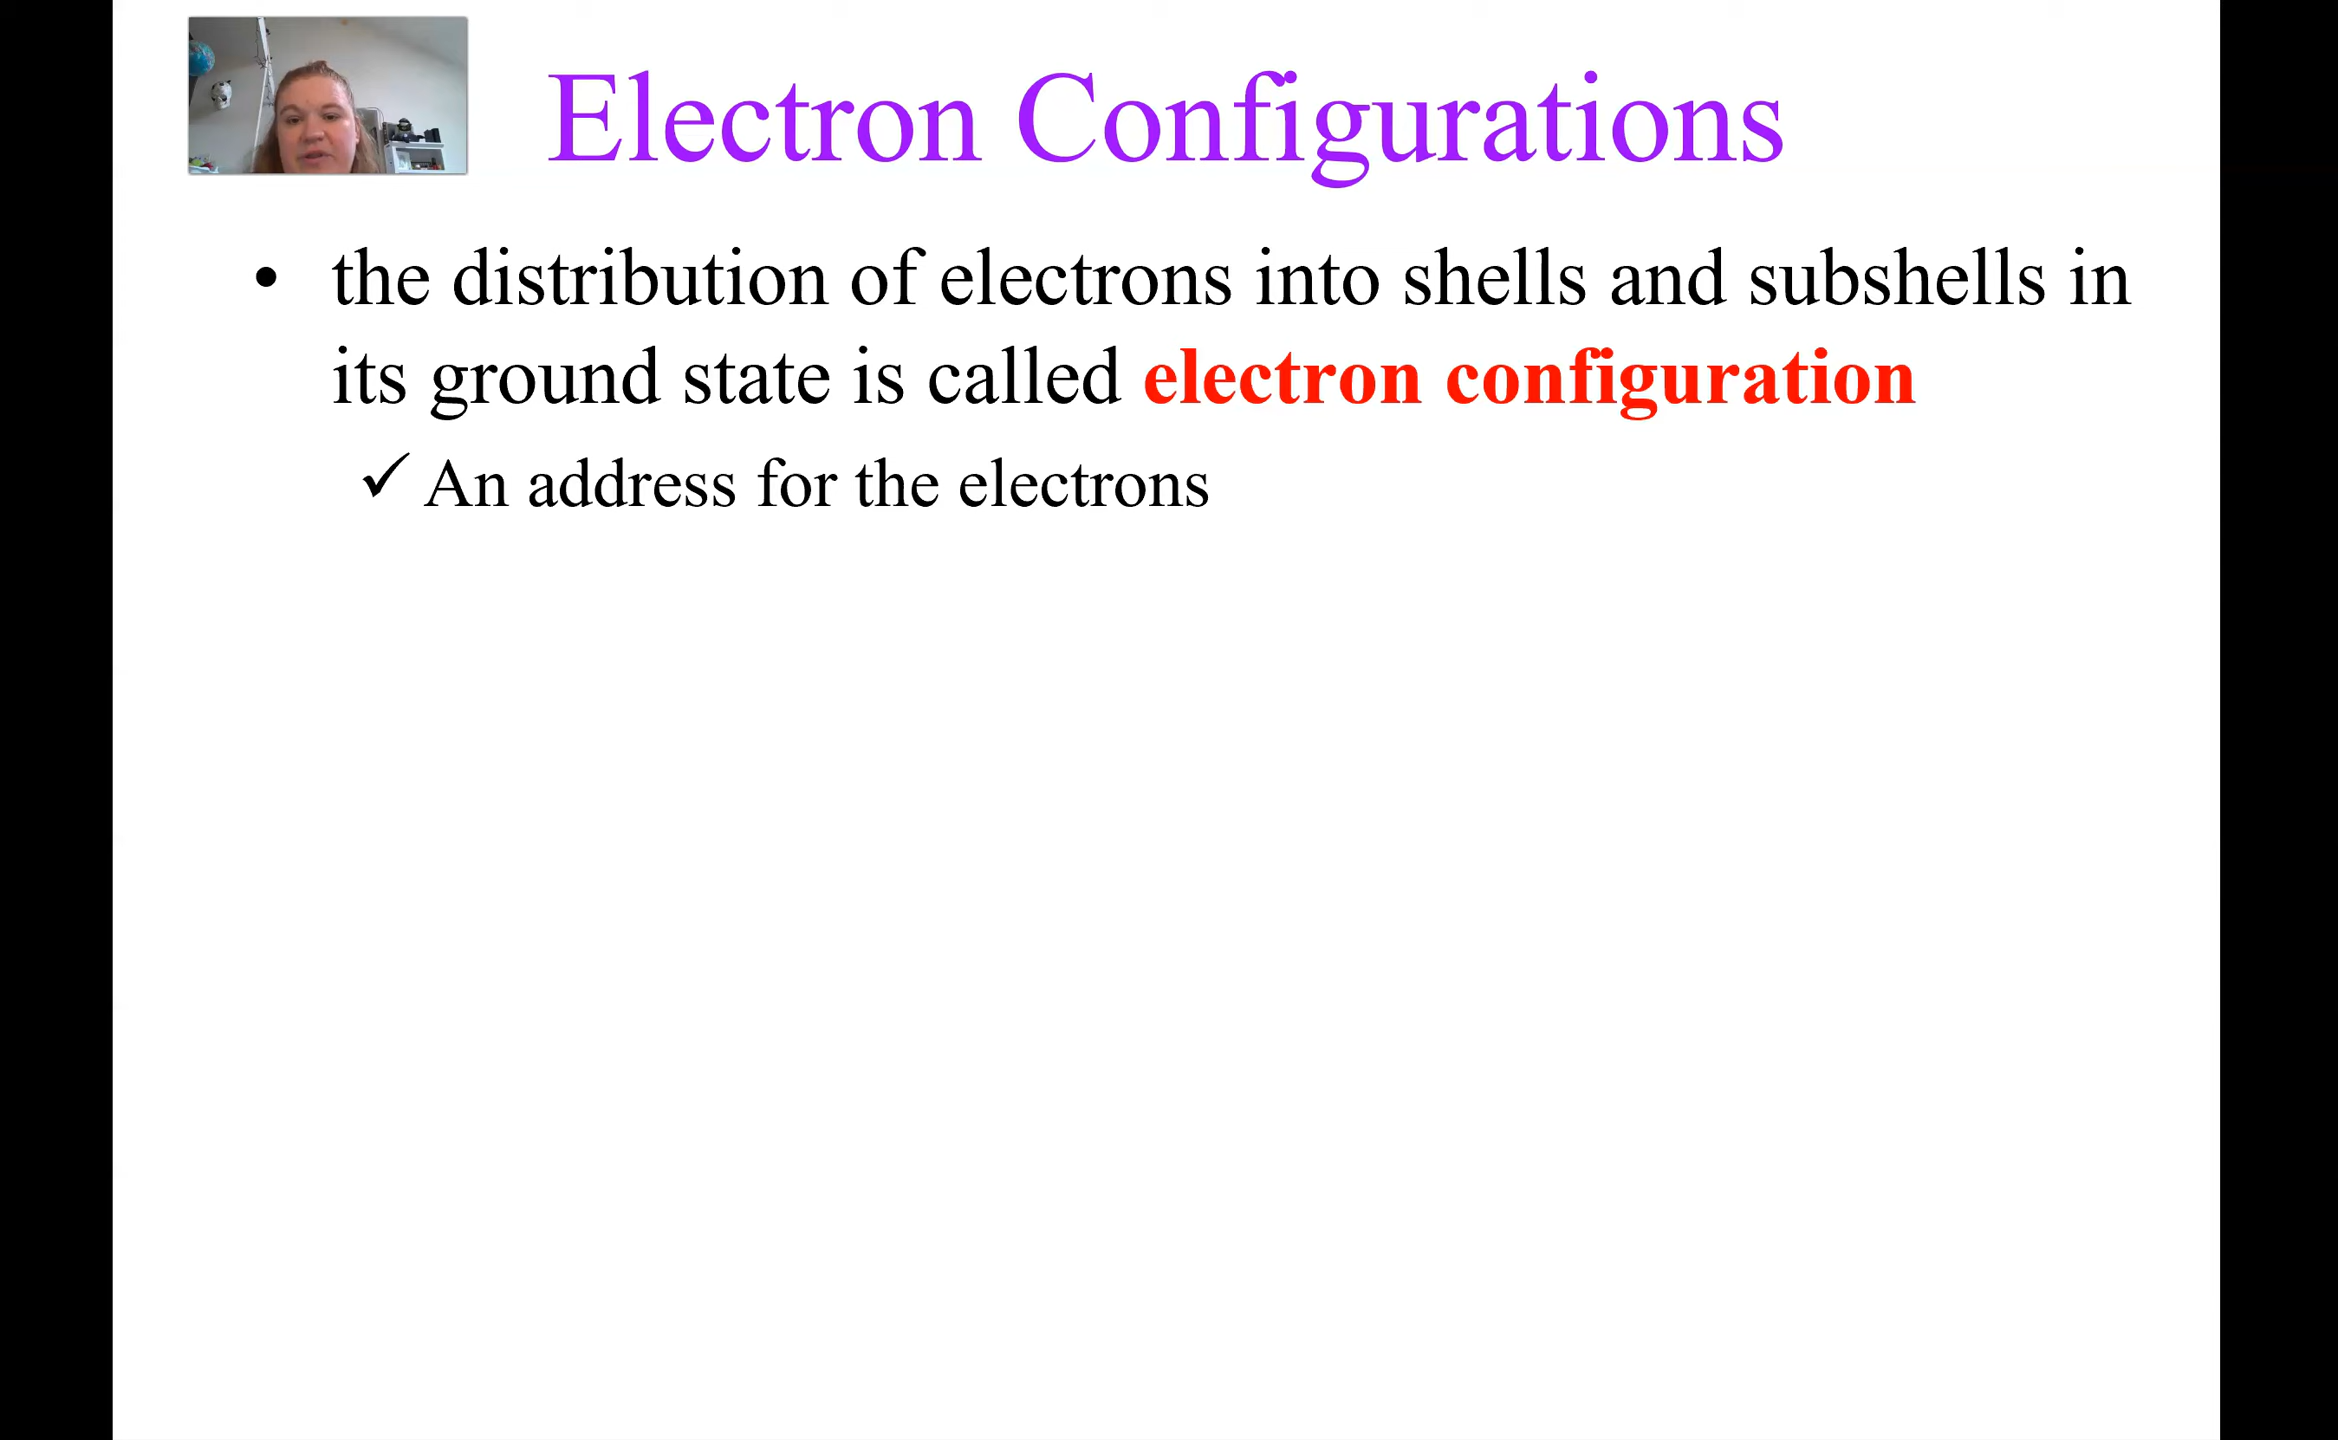 Electron Configurations
• the distribution of electrons into shells and subshells in
its ground state is called electron configuration
✓ An address for the electrons